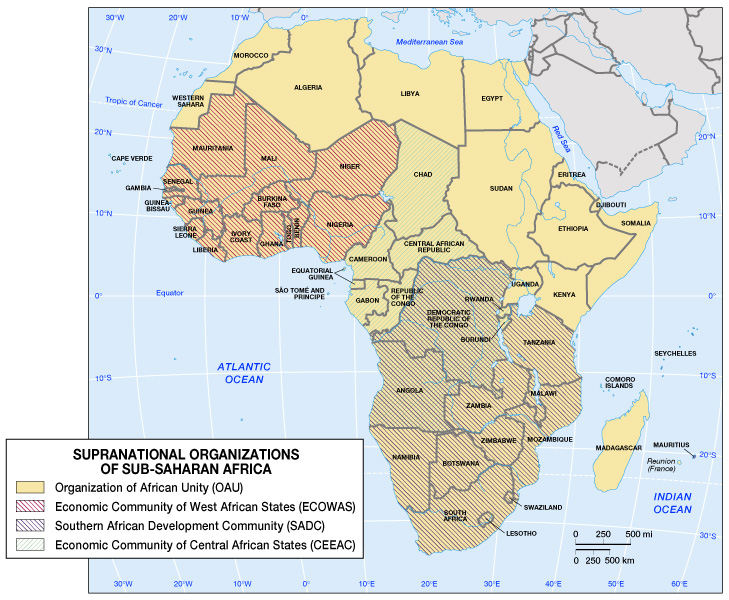 30°W
20°W
10°W
0°
10°E
20°E
30°E
40°E
50°E
60°E
Mediterranean Sea
30°N
MOROCCO
ALGERIA
LIBYA
EGYPT
WESTERN
SAHARA
Tropic of Cancer
Red Sea
20°N
20°N
MAURITANIA
MALI
NIGER
CHAD
SUDAN
ERITREA
CAPE VERDE
SENEGAL
GAMBIA
GUINEA
BISSAU
GUINEA
BURKINA
FASO
NIGERIA
DJIBOUTI
10°N
10°N
SIERRA
LEONE
LIBERIA
IVORY
COAST
GHANA
TOGO
BENIN
ETHIOPIA
SOMALIA
CENTRAL AFRICAN
REPUBLIC
CAMEROON
EQUATORIAL
GUINEA
SÃO TOMÉ AND
PRINCIPE
GABON
REPUBLIC
OF THE
CONGO
DEMOCRATIC
REPUBLIC OF
THE CONGO
UGANDA
KENYA
RWANDA
BURUNDI
Equator
0°
0°
TANZANIA
SEYCHELLES
ATLANTIC
OCEAN
10°S
10°S
COMORO
ISLANDS
ANGOLA
ZAMBIA
MALAWI
MOZAMBIQUE
ZIMBABWE
NAMIBIA
BOTSWANA
MADAGASCAR
MAURITIUS
Reunion
(France)
20°S
INDIAN
OCEAN
SOUTH
AFRICA
SWAZILAND
LESOTHO
30°S
SUPRANATIONAL ORGANIZATIONS
OF SUB-SAHARAN AFRICA
Organization of African Unity (OAU)
Economic Community of West African States (ECOWAS)
Southern African Development Community (SADC)
Economic Community of Central African States (CEEAC)
0 250 500 mi
0 250 500 km
30°W
20°W
10°W
0°
10°E
20°E
30°E
40°E
50°E
60°E